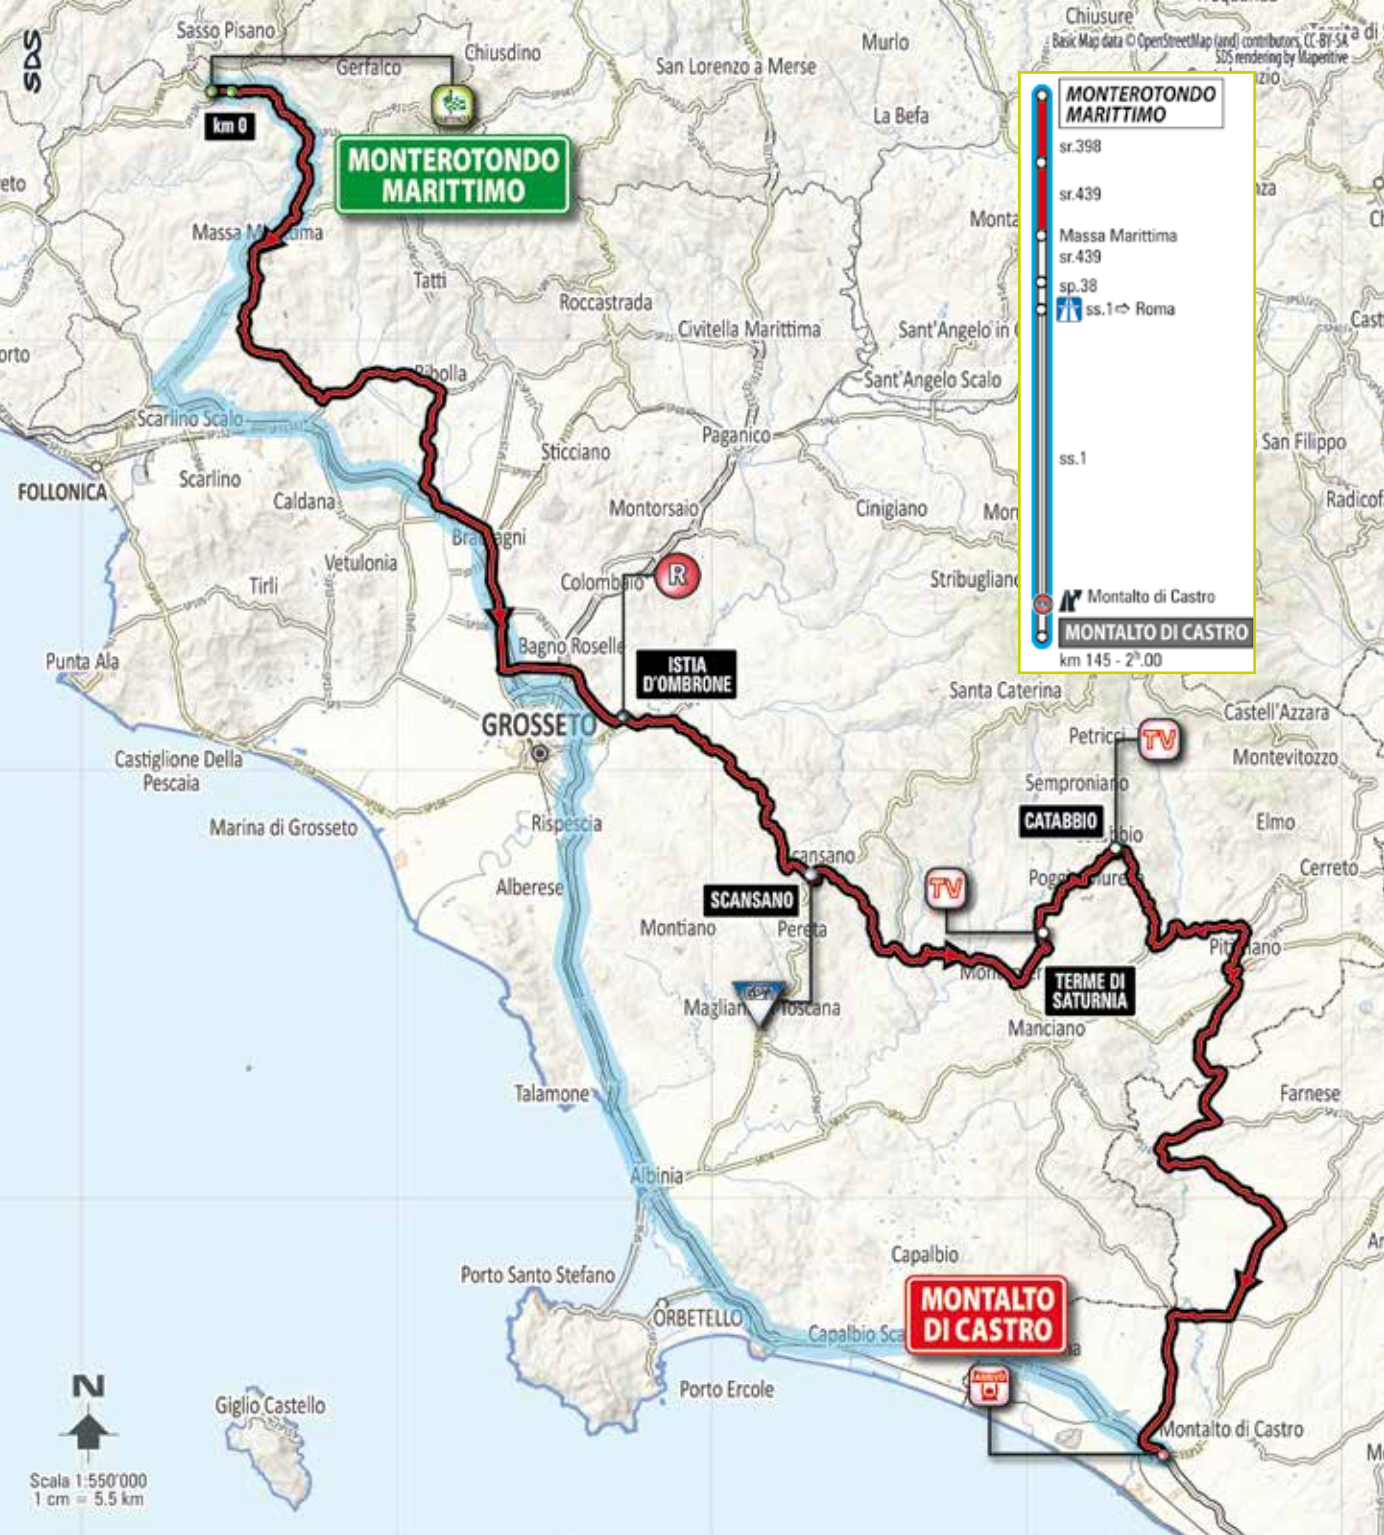 SDS
Sasso Pisano
Gerfalco
Chiusdino
San Lorenzo a Merse
Murlo
Chiusure
Basic Map data © OpenStreetMap (and) contributors, CC-BY-SA
SDS rendering by Maperitive
La Befa
km 0
MONTEROTONDO
MARITTIMO
Tatti
Roccastrada
Civitella Marittima
Sant'Angelo in
Sant'Angelo Scalo
Ribolla
Scarlino Scalo
Scarlino
FOLLONICA
Caldana
Sticciano
Paganico
Montorsaio
Cinigiano
San Filippo
Vetulonia
Tirli
Punta Ala
Bagno Roselle
R
ISTIA
D'OMBRONE
Santa Caterina
Castell'Azzara
Petricci
TV
Montevitozzo
GROSSETO
Castiglione Della
Pescaia
Marina di Grosseto
Rispescia
Semproniano
CATABBIO
Elmo
Cerreto
TV
SCANSANO
Alberese
Montiano
Pereta
TERME DI
SATURNIA
Manciano
Talamone
Farnese
Albinia
Capalbio
Porto Santo Stefano
ORBETELLO
MONTALTO
DI CASTRO
ARRIVO
Porto Ercole
Giglio Castello
Montalto di Castro
N
Scala 1:550'000
1 cm = 5.5 km
MONTEROTONDO
MARITTIMO
sr.398
sr.439
Massa Marittima
sr.439
sp.38
ss.1⇨ Roma
ss.1
Montalto di Castro
MONTALTO DI CASTRO
km 145 - 2h.00